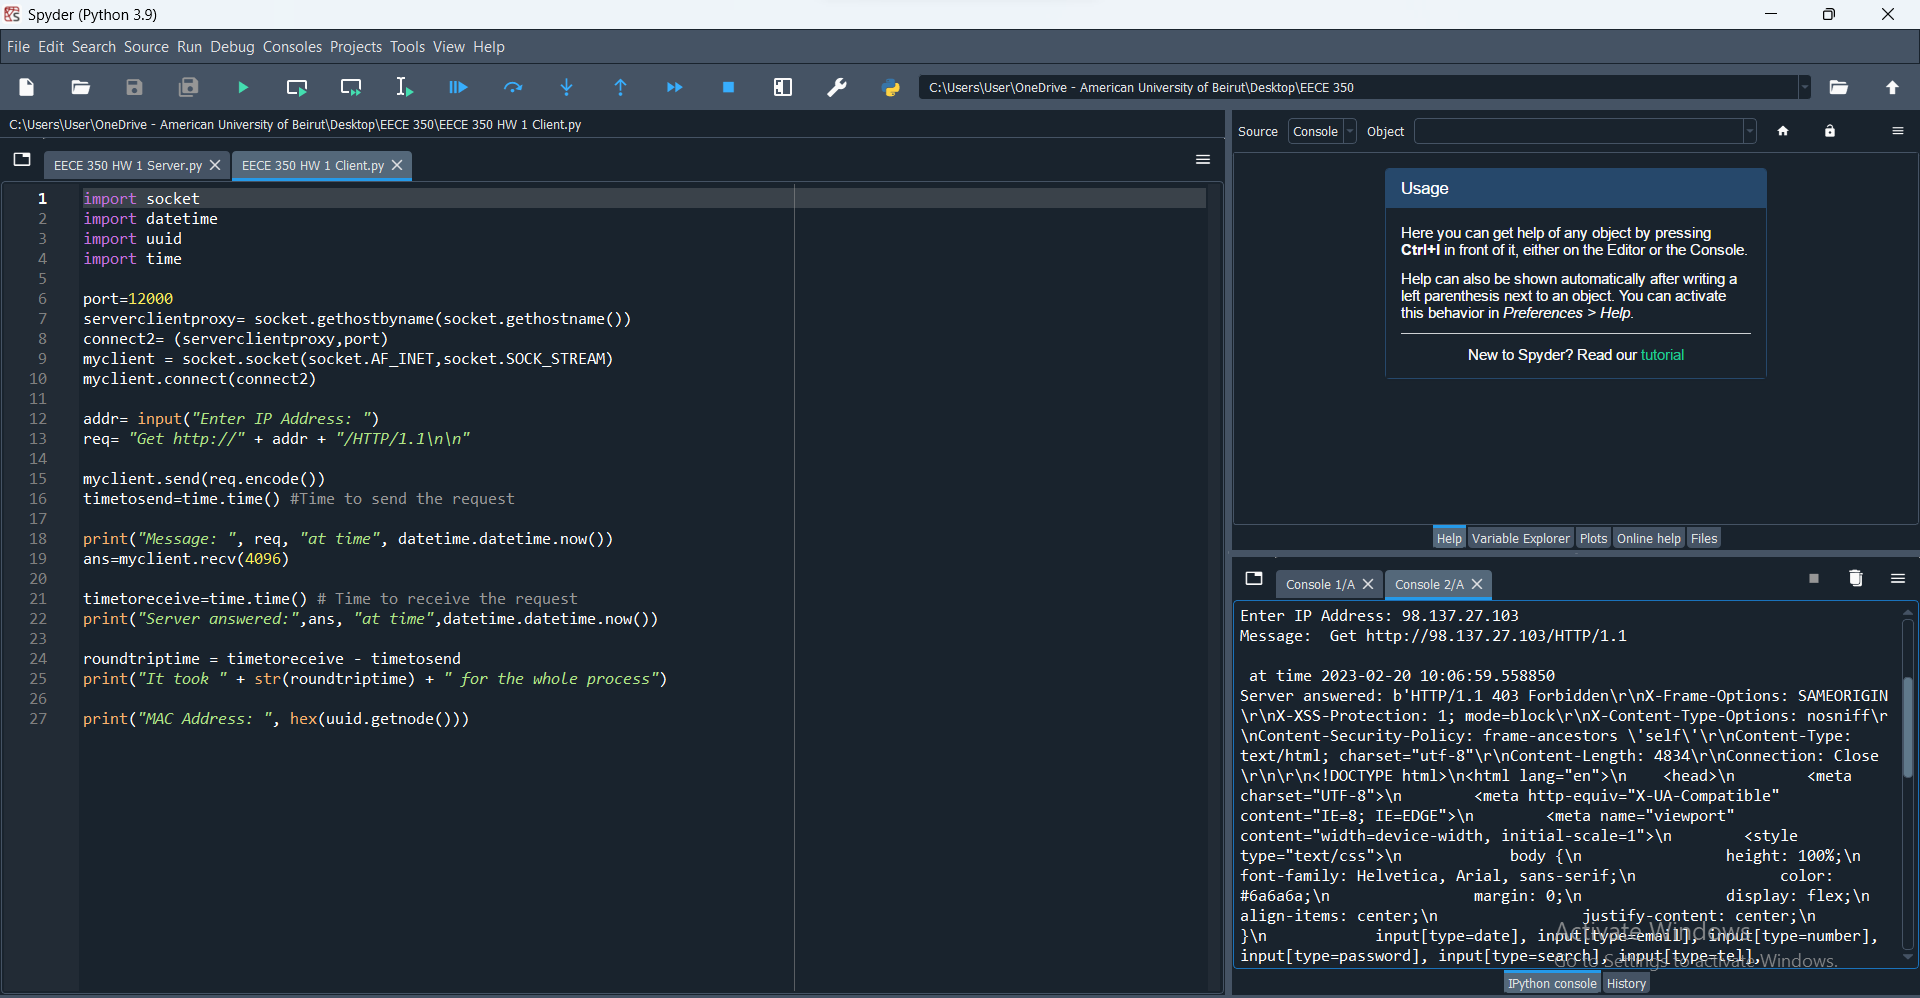 Spyder (Python 3.9)
File Edit Search Source Run Debug Consoles Projects Tools View Help
C:\Users\User\OneDrive - American University of Beirut\Desktop\EECE 350
C:\Users\User\OneDrive - American University of Beirut\Desktop\EECE 350\EECE 350 HW 1 Client.py
EECE 350 HW 1 Server.py
EECE 350 HW 1 Client.py
1 import socket
2 import datetime
3 import uuid
4 import time
5
6 port=12000
7 serverclientproxy= socket.gethostbyname(socket.gethostname())
8 connect2= (serverclientproxy,port)
9 myclient = socket.socket(socket.AF_INET,socket.SOCK_STREAM)
10 myclient.connect(connect2)
11
12 addr= input("Enter IP Address: ")
13 req= "Get http://" + addr + "/HTTP/1.1\n\n"
14
15 myclient.send(req.encode())
16 timetosend=time.time() #Time to send the request
17
18 print("Message: ", req, "at time", datetime.datetime.now())
19 ans=myclient.recv(4096)
20
21 timetoreceive=time.time() # Time to receive the request
22 print("Server answered:",ans, "at time",datetime.datetime.now())
23
24 roundtriptime = timetoreceive - timetosend
25 print("It took " + str(roundtriptime) + " for the whole process")
26
27 print("MAC Address: ", hex(uuid.getnode()))
Source Console Object
Usage
Here you can get help of any object by pressing
Ctrl+I in front of it, either on the Editor or the Console.
Help can also be shown automatically after writing a
left parenthesis next to an object. You can activate
this behavior in Preferences > Help.
New to Spyder? Read our tutorial
Help Variable Explorer Plots Online help Files
Console 1/A Console 2/A
Enter IP Address: 98.137.27.103
Message:  Get http://98.137.27.103/HTTP/1.1
at time 2023-02-20 10:06:59.558850
Server answered: b'HTTP/1.1 403 Forbidden\r\nX-Frame-Options: SAMEORIGIN
\r\nX-XSS-Protection: 1; mode=block\r\nX-Content-Type-Options: nosniff\r
\nContent-Security-Policy: frame-ancestors \'self\'\r\nContent-Type:
text/html; charset="utf-8"\r\nContent-Length: 4834\r\nConnection: Close
\r\n\r\n<!DOCTYPE html>\n<html lang="en">\n    <head>\n        <meta
charset="UTF-8">\n        <meta http-equiv="X-UA-Compatible"
content="IE=8; IE=EDGE">\n        <meta name="viewport"
content="width=device-width, initial-scale=1">\n        <style
type="text/css">\n            body {\n                height: 100%;\n
font-family: Helvetica, Arial, sans-serif;\n                color:
#6a6a6a;\n                margin: 0;\n                display: flex;\n
align-items: center;\n                justify-content: center;\n
}\n            input[type=date], input[type=email], input[type=number],
input[type=password], input[type=search], input[type=tel],
Activate Windows
Go to Settings to activate Windows.
IPython console History